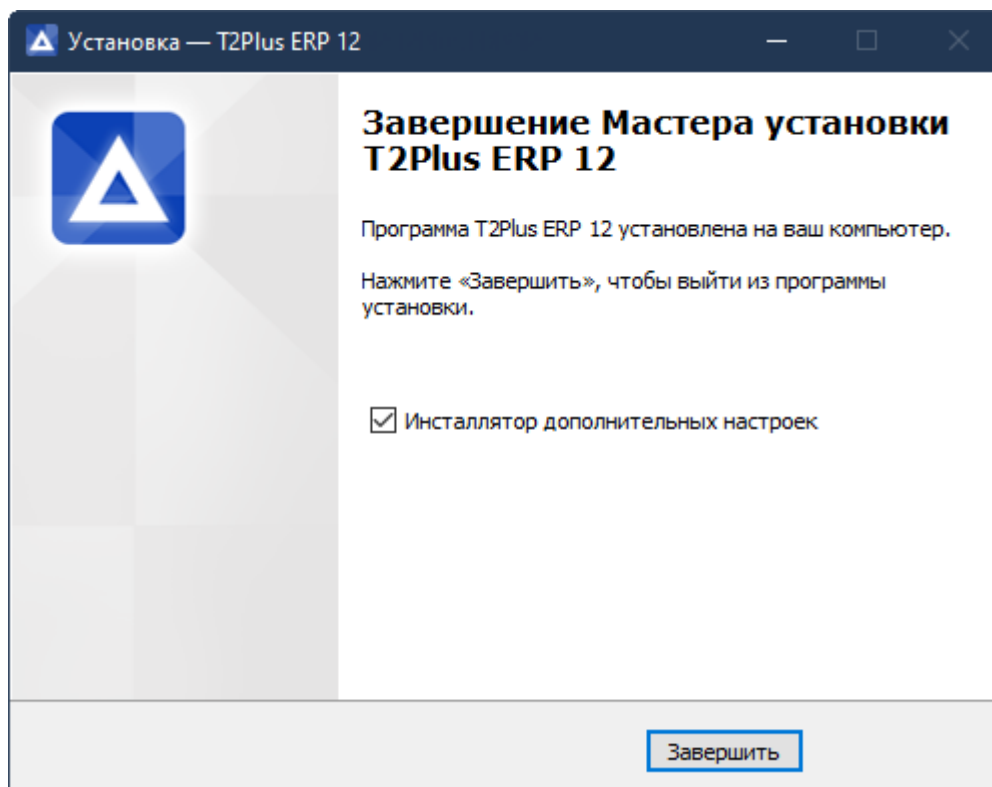 Установка — T2Plus ERP 12
Завершение Мастера установки
T2Plus ERP 12
Программа T2Plus ERP 12 установлена на ваш компьютер.
Нажмите «Завершить», чтобы выйти из программы
установки.
Инсталлятор дополнительных настроек
Завершить